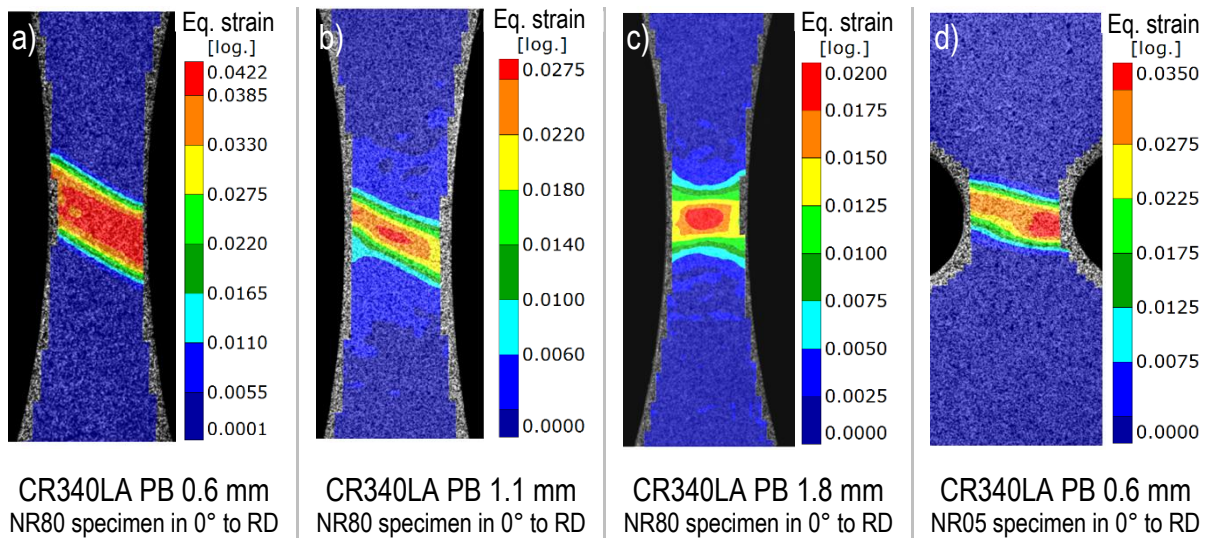 a)
Eq. strain
[log.]
0.0422
0.0385
0.0330
0.0275
0.0220
0.0165
0.0110
0.0055
0.0001
CR340LA PB 0.6 mm
NR80 specimen in 0° to RD
b)
Eq. strain
[log.]
0.0275
0.0220
0.0180
0.0140
0.0100
0.0060
0.0000
CR340LA PB 1.1 mm
NR80 specimen in 0° to RD
c)
Eq. strain
[log.]
0.0200
0.0175
0.0150
0.0125
0.0100
0.0075
0.0050
0.0025
0.0000
CR340LA PB 1.8 mm
NR80 specimen in 0° to RD
d)
Eq. strain
[log.]
0.0350
0.0275
0.0225
0.0175
0.0125
0.0075
0.0000
CR340LA PB 0.6 mm
NR05 specimen in 0° to RD